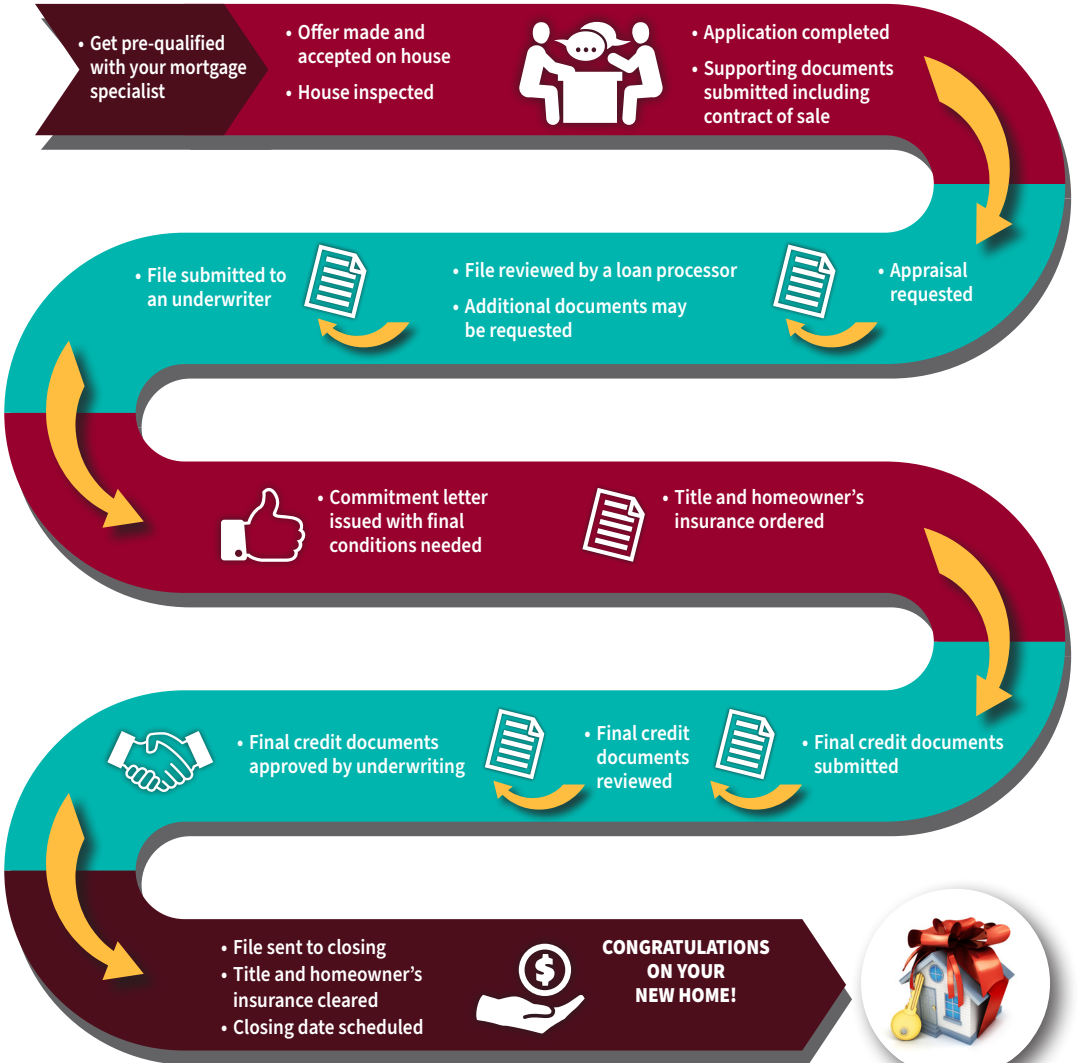 • Get pre-qualified
with your mortgage
specialist
• Offer made and
accepted on house
• House inspected
• Application completed
• Supporting documents
submitted including
contract of sale
• Appraisal
requested
• File reviewed by a loan processor
• Additional documents may
be requested
• File submitted to
an underwriter
• Commitment letter
issued with final
conditions needed
• Title and homeowner’s
insurance ordered
• Final credit documents
submitted
• Final credit
documents
reviewed
• Final credit documents
approved by underwriting
• File sent to closing
• Title and homeowner’s
insurance cleared
• Closing date scheduled
$
CONGRATULATIONS
ON YOUR
NEW HOME!